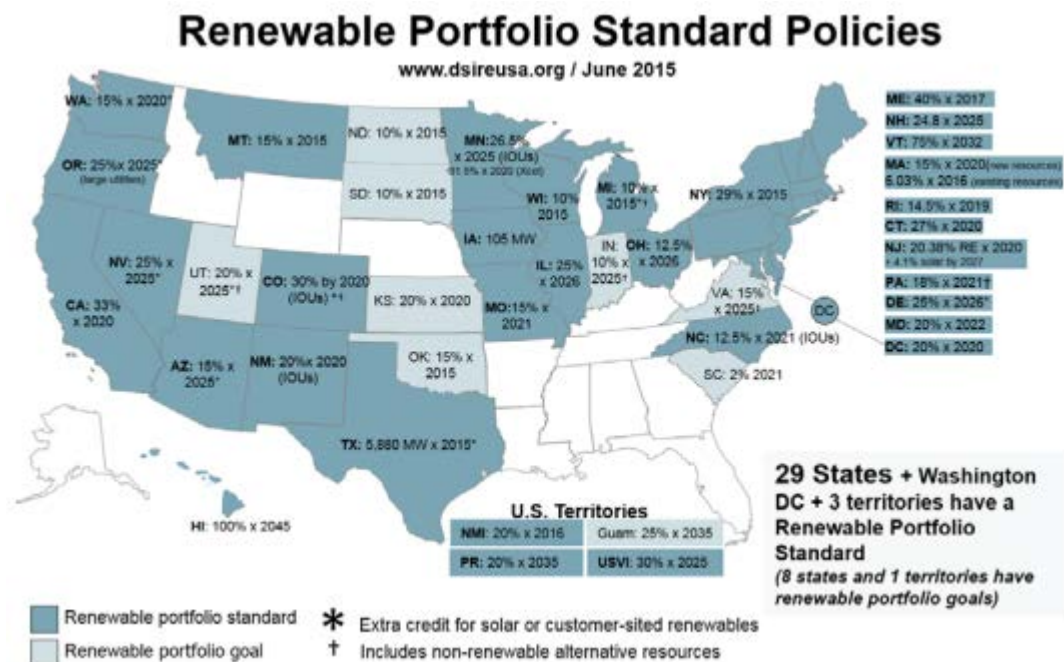 Renewable Portfolio Standard Policies
www.dsireusa.org / June 2015
WA: 15% x 2020*
OR: 25%x 2025*
(large utilities)
MT: 15% x 2015
ND: 10% x 2015
SD: 10% x 2015
MN:26.5%
x 2025 (IOUs)
31.5% x 2020 (Xcel)
WI: 10%
2015
MI: 10% x
2015*†
NY: 29% x 2015
IA: 105 MW
NV: 25% x
2025*
UT: 20% x
2025*†
CO: 30% by 2020
(IOUs) *†
KS: 20% x 2020
MO:15% x
2021
IL: 25%
x 2026
IN:
10% x
2025†
OH: 12.5%
x 2026
VA: 15%
x 2025†
DC
CA: 33%
x 2020
AZ: 15% x
2025*
NM: 20%x 2020
(IOUs)
OK: 15% x
2015
NC: 12.5% x 2021 (IOUs)
SC: 2% 2021
TX: 5,880 MW x 2015*
HI: 100% x 2045
ME: 40% x 2017
NH: 24.8 x 2025
VT: 75% x 2032
MA: 15% x 2020(new resources)
6.03% x 2016 (existing resources)
RI: 14.5% x 2019
CT: 27% x 2020
NJ: 20.38% RE x 2020
+ 4.1% solar by 2027
PA: 18% x 2021†
DE: 25% x 2026*
MD: 20% x 2022
DC: 20% x 2020
U.S. Territories
NMI: 20% x 2016
Guam: 25% x 2035
PR: 20% x 2035
USVI: 30% x 2025
29 States + Washington
DC + 3 territories have a
Renewable Portfolio
Standard
(8 states and 1 territories have
renewable portfolio goals)
Renewable portfolio standard
* Extra credit for solar or customer-sited renewables
Renewable portfolio goal
† Includes non-renewable alternative resources